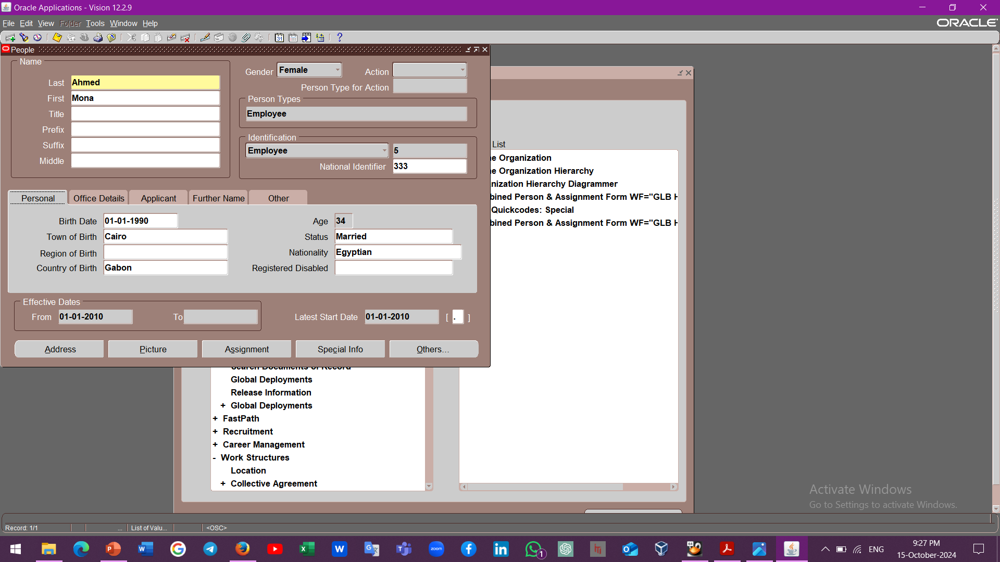 Oracle Applications - Vision 12.2.9
File Edit View Folder Tools Window Help
ORACLE
People
Name
Last Ahmed
First Mona
Title
Prefix
Suffix
Middle
Gender Female Action
Person Type for Action
Person Types
Employee
Identification
Employee 5
National Identifier 333
Personal Office Details Applicant Further Name Other
Birth Date 01-01-1990 Age 34
Town of Birth Cairo Status Married
Region of Birth Nationality Egyptian
Country of Birth Gabon Registered Disabled
Effective Dates
From 01-01-2010 To Latest Start Date 01-01-2010 [ . ]
Address Picture Assignment Special Info Others...
List
e Organization
e Organization Hierarchy
nization Hierarchy Diagrammer
bined Person & Assignment Form WF="GLB H
Quickcodes: Special
bined Person & Assignment Form WF="GLB H
Search Documents of Record
Global Deployments
Release Information
+ Global Deployments
+ FastPath
+ Recruitment
+ Career Management
- Work Structures
Location
+ Collective Agreement
Activate Windows
Go to Settings to activate Windows.
Record: 1/1 ... List of Valu... <OSC>
zoom
1
ENG
9:27 PM
15-October-2024